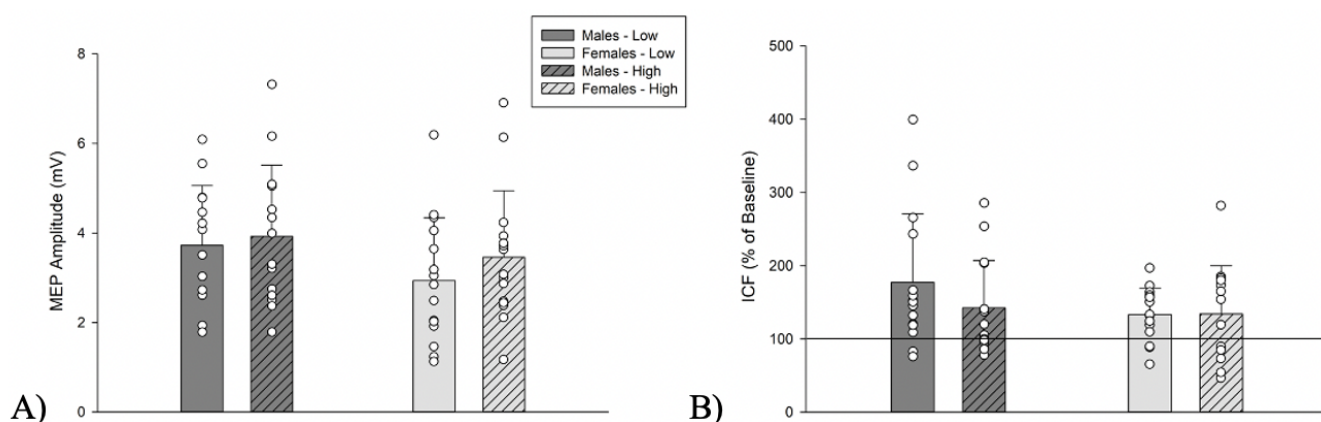 Males - Low
Females - Low
Males - High
Females - High
MEP Amplitude (mV)
8
6
4
2
0
A)
ICF (% of Baseline)
500
400
300
200
100
0
B)